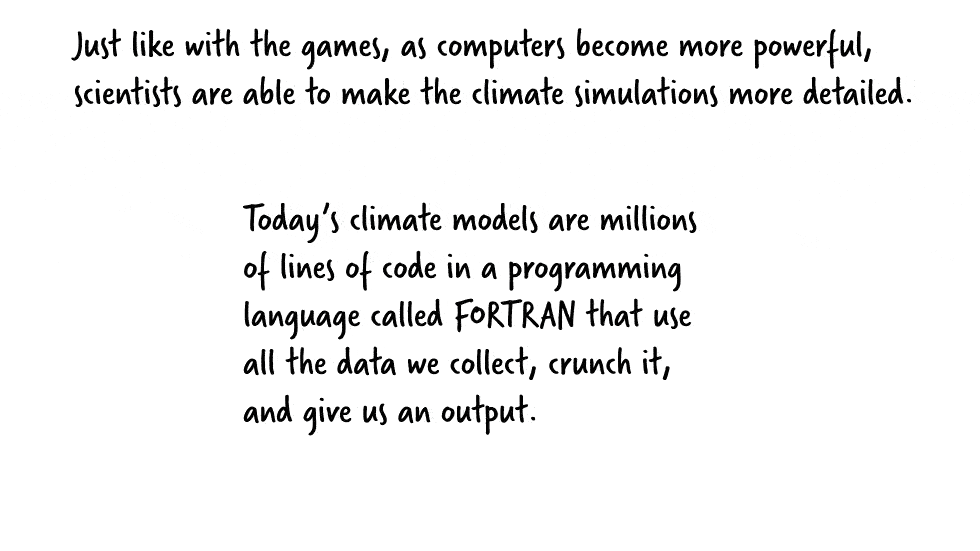 Just like with the games, as computers become more powerful,
scientists are able to make the climate simulations more detailed.
Today's climate models are millions
of lines of code in a programming
language called FORTRAN that use
all the data we collect, crunch it,
and give us an output.